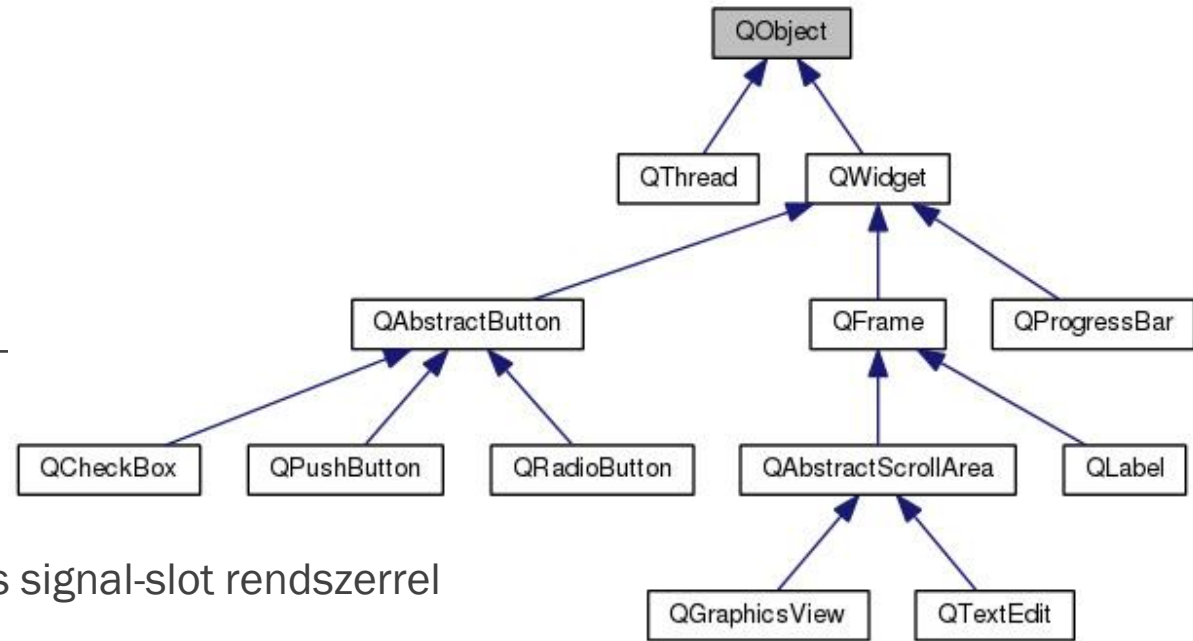 QObject
QThread QWidget
QAbstractButton QFrame QProgressBar
QCheckBox QPushButton QRadioButton QAbstractScrollArea QLabel
s signal-slot rendszerrel
QGraphicsView QTextEdit